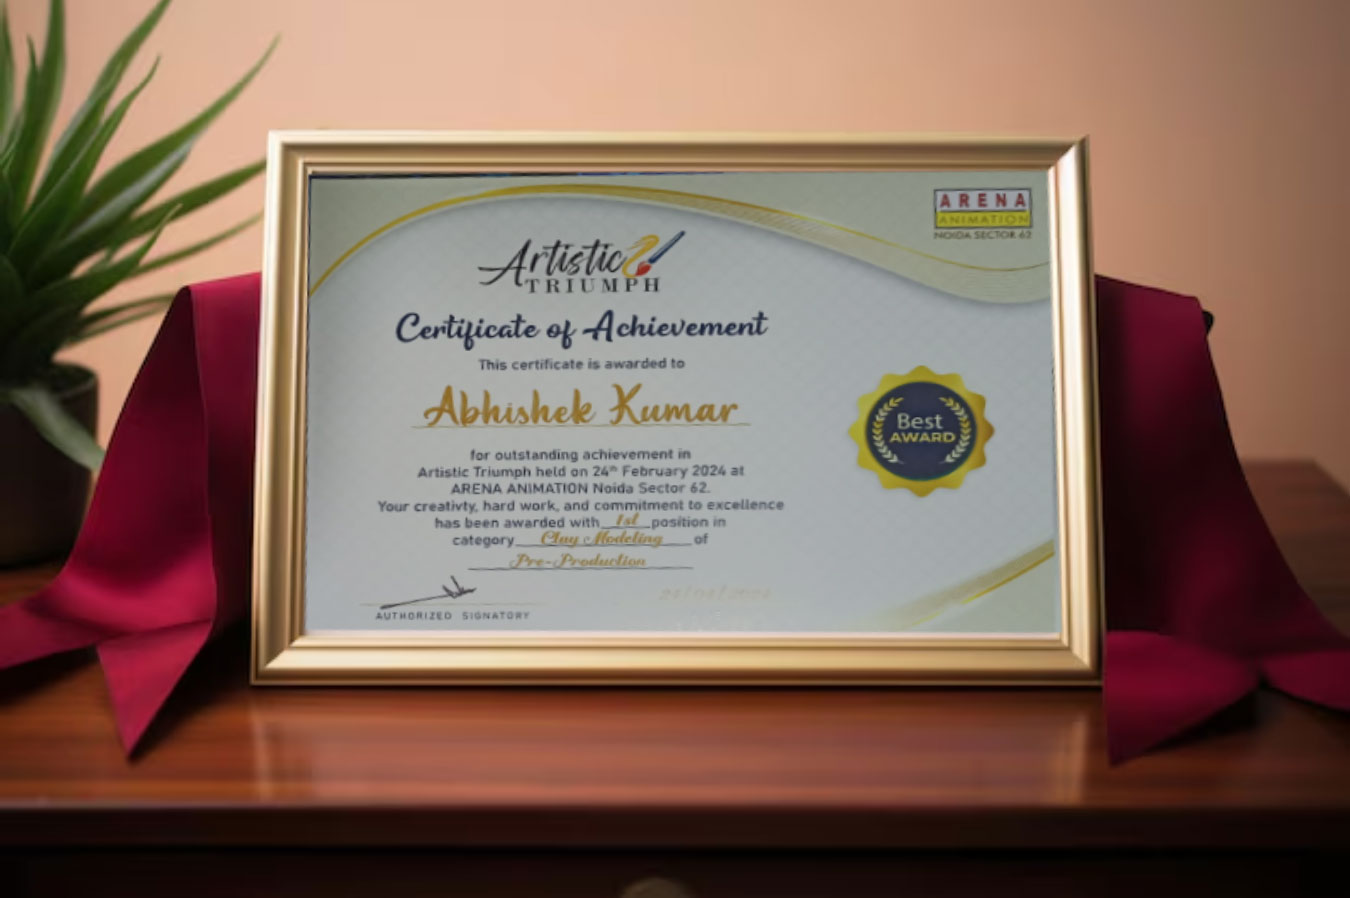 ARENA
ANIMATION
NOIDA SECTOR 62
Artistic
TRIUMPH
Certificate of Achievement
This certificate is awarded to
Abhishek Kumar
for outstanding achievement in
Artistic Triumph held on 24th February 2024 at
ARENA ANIMATION Noida Sector 62.
Your creativty, hard work, and commitment to excellence
has been awarded with 1st position in
category Clay Modeling of
Pre-Production
AUTHORIZED SIGNATORY
Best
AWARD